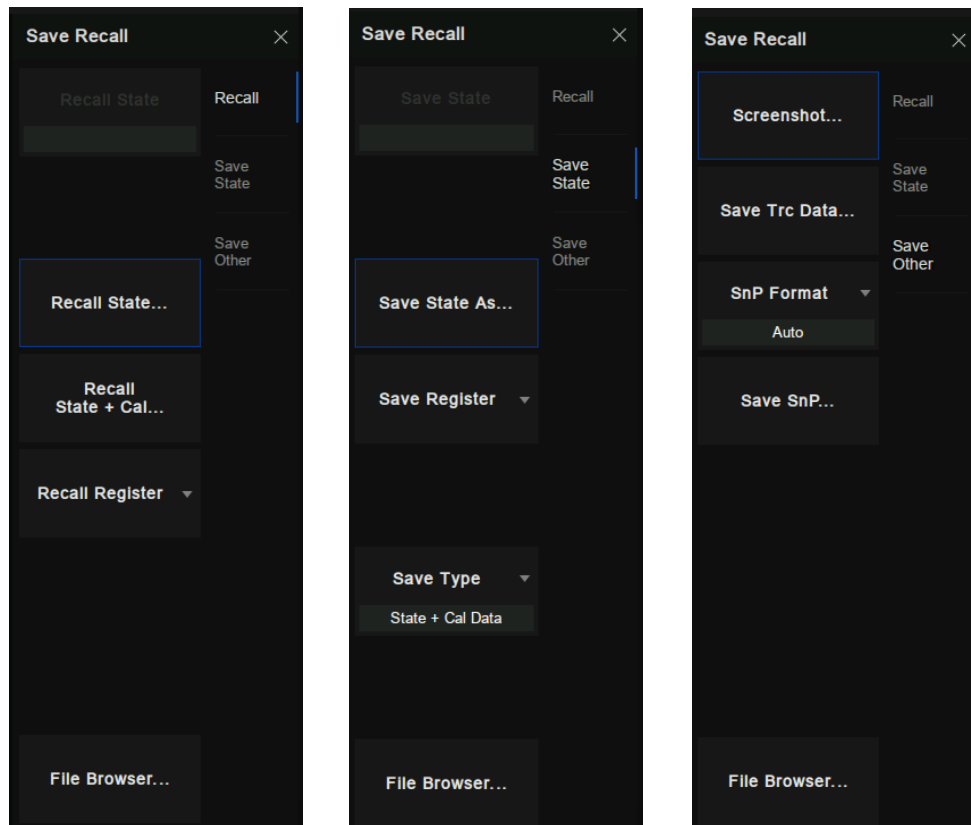 Save Recall
Recall State
Recall
Save
State
Save
Other
Recall State...
Recall
State + Cal...
Recall Register
File Browser...
Save Recall
Save State
Recall
Save
State
Save
Other
Save State As...
Save Register
Save Type
State + Cal Data
File Browser...
Save Recall
Screenshot...
Recall
Save
State
Save Trc Data...
Save
Other
SnP Format
Auto
Save SnP...
File Browser...